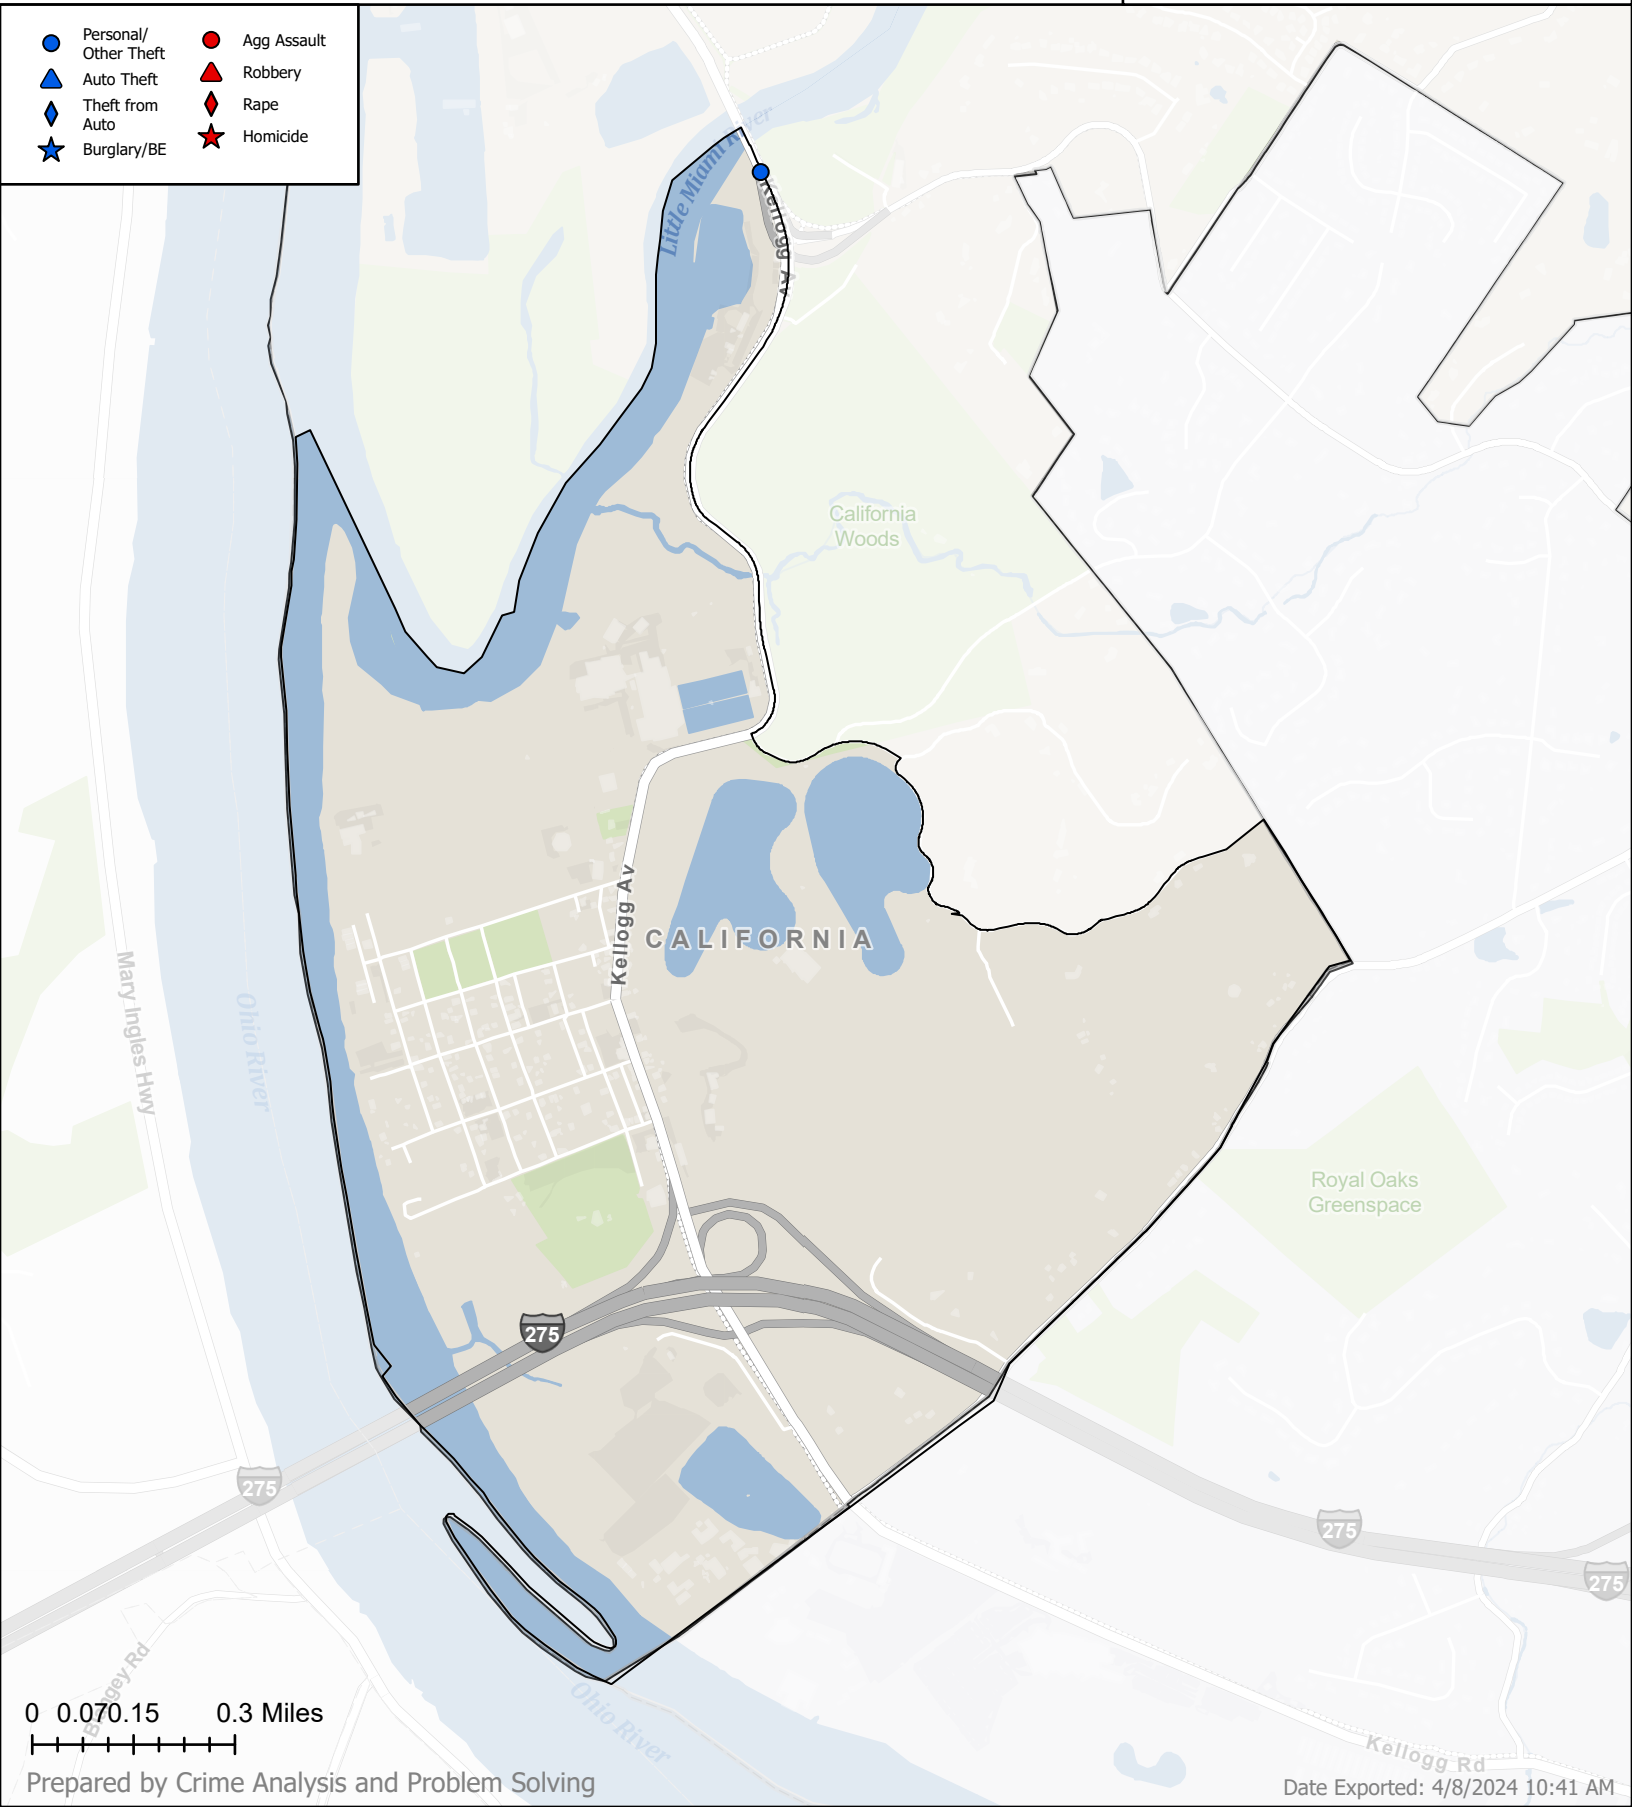 Personal/
Other Theft
Auto Theft
Theft from
Auto
Burglary/BE
Agg Assault
Robbery
Rape
Homicide
Little Miami River
Kellogg Av
California
Woods
Kellogg Av
CALIFORNIA
Mary Ingles Hwy
Ohio River
Royal Oaks
Greenspace
275
275
275
275
Ohio River
Kellogg Rd
0 0.07 0.15 0.3 Miles
Prepared by Crime Analysis and Problem Solving
Date Exported: 4/8/2024 10:41 AM